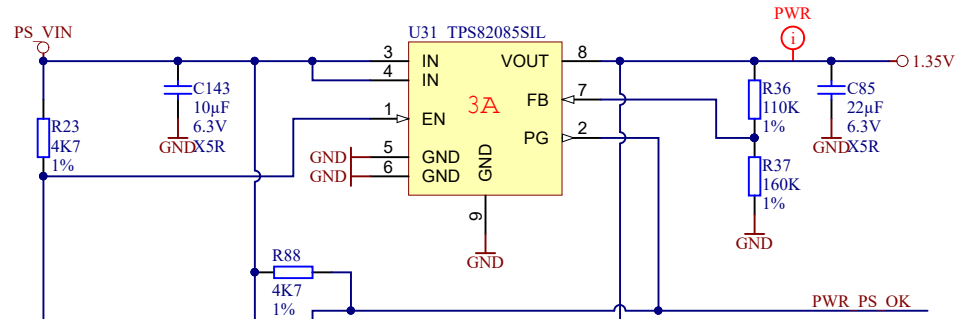 PWR
PS_VIN
U31 TPS82085SIL
3
IN
VOUT
8
1.35V
4
IN
C143
10µF
6.3V
X5R
GND
R36
110K
1%
C85
22µF
6.3V
X5R
GND
3A
FB
7
1
EN
PG
2
R23
4K7
1%
GND
5
GND
GND
6
GND
GND
R37
160K
1%
9
GND
GND
R88
4K7
1%
PWR_PS_OK